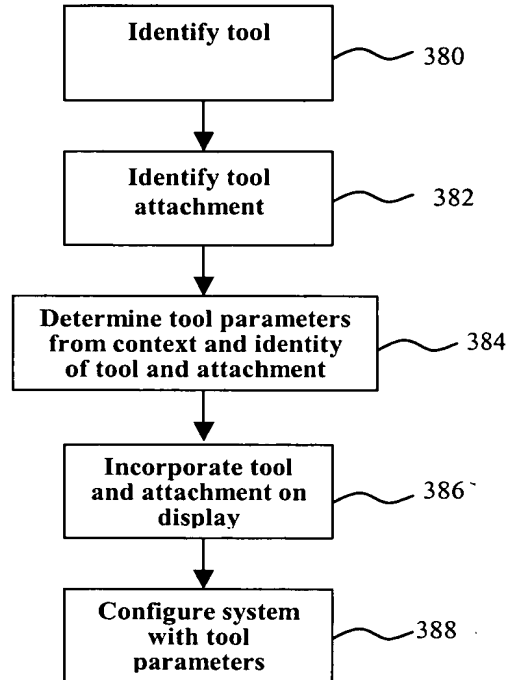 Identify tool
380
Identify tool
attachment
382
Determine tool parameters
from context and identity
of tool and attachment
384
Incorporate tool
and attachment on
display
386
Configure system
with tool
parameters
388